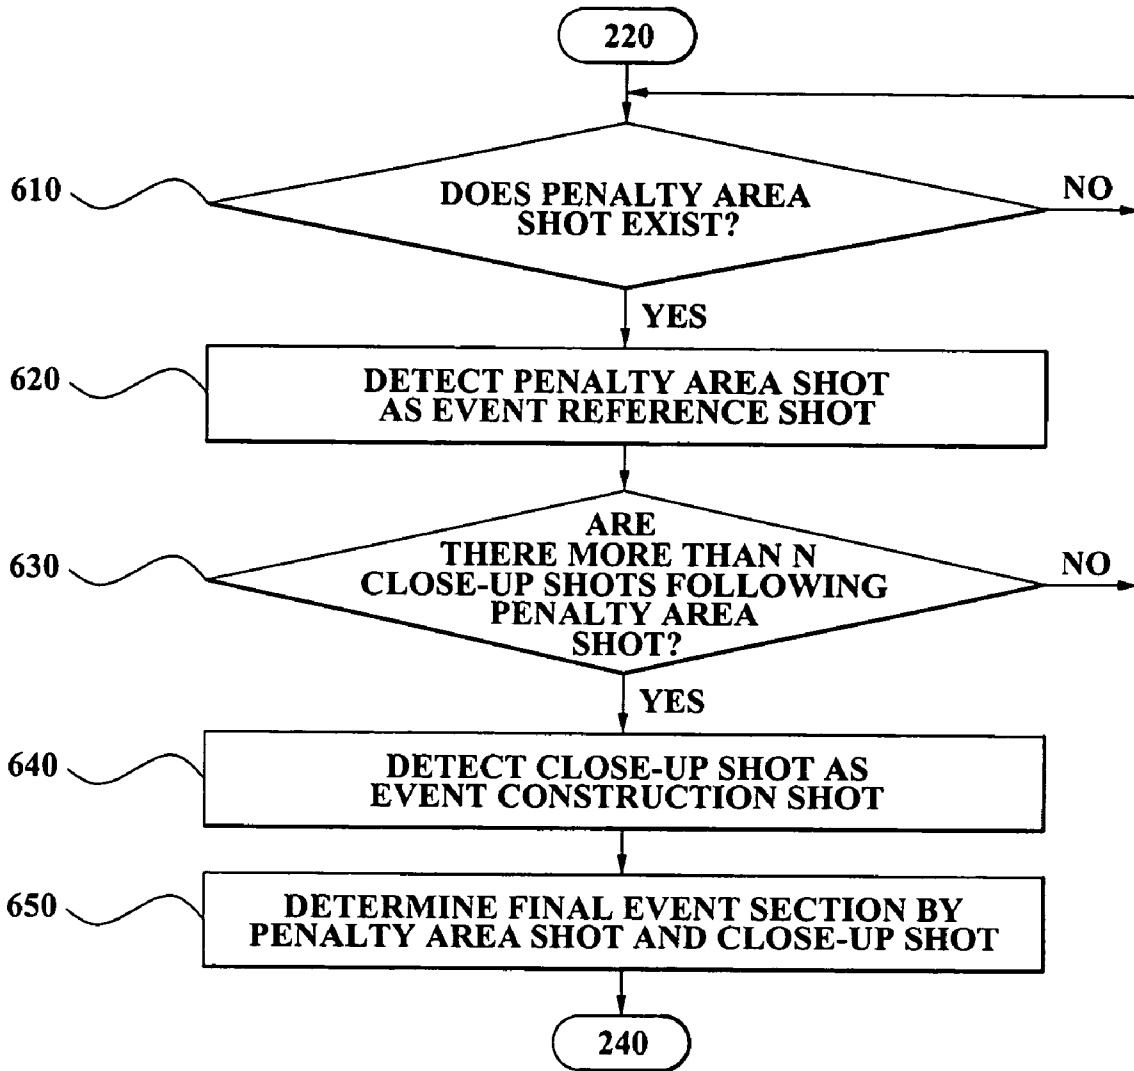 220
610
DOES PENALTY AREA
SHOT EXIST?
NO
YES
620
DETECT PENALTY AREA SHOT
AS EVENT REFERENCE SHOT
630
ARE
THERE MORE THAN N
CLOSE-UP SHOTS FOLLOWING
PENALTY AREA
SHOT?
NO
YES
640
DETECT CLOSE-UP SHOT AS
EVENT CONSTRUCTION SHOT
650
DETERMINE FINAL EVENT SECTION BY
PENALTY AREA SHOT AND CLOSE-UP SHOT
240